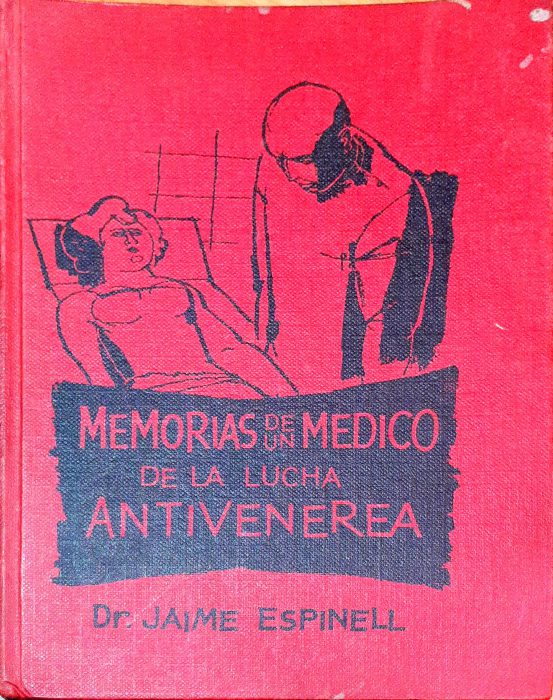 MEMORIAS DE UN MEDICO
DE LA LUCHA
ANTIVENEREA
Dr. JAIME ESPINELL